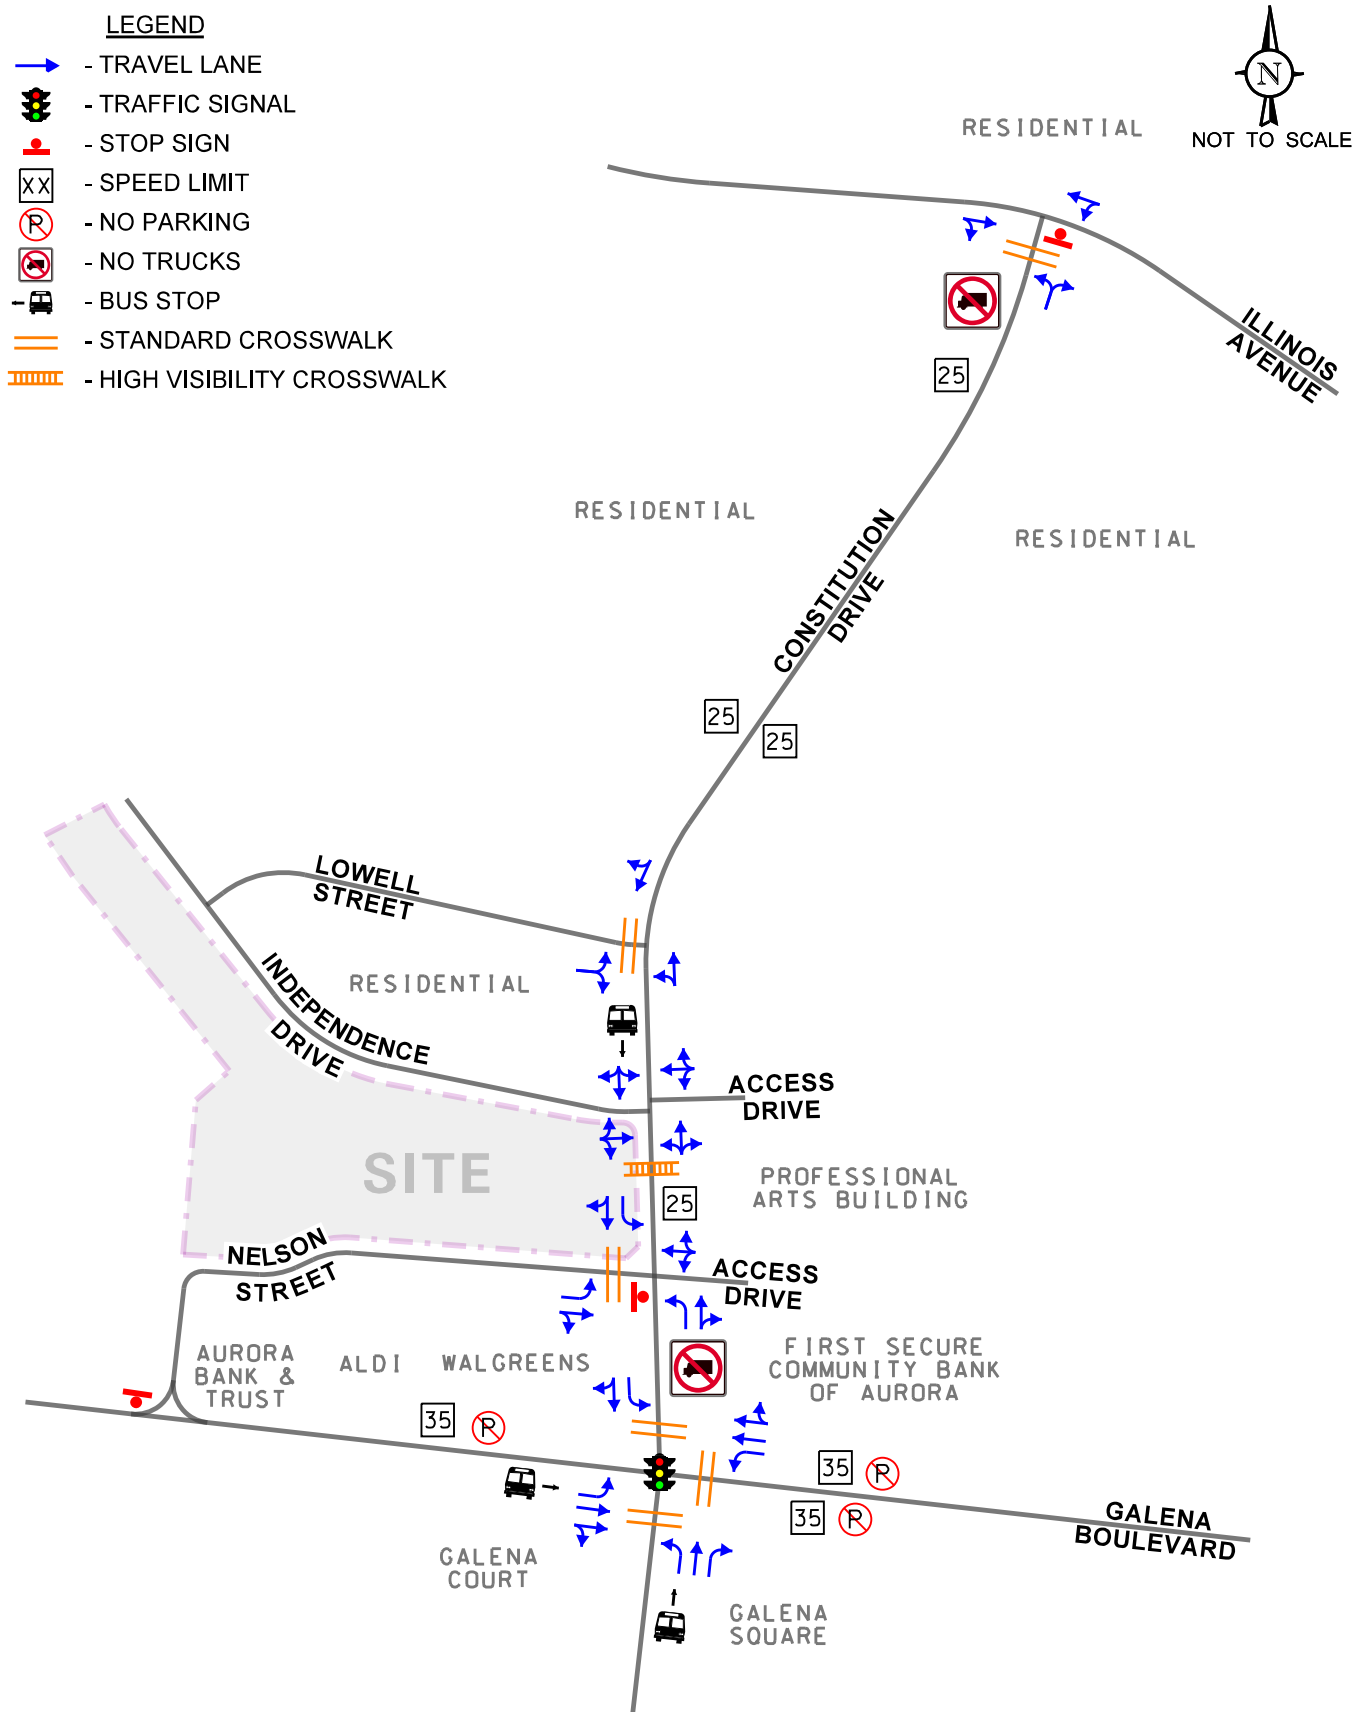 LEGEND
- TRAVEL LANE
- TRAFFIC SIGNAL
- STOP SIGN
XX - SPEED LIMIT
P - NO PARKING
- NO TRUCKS
- BUS STOP
- STANDARD CROSSWALK
- HIGH VISIBILITY CROSSWALK
N
NOT TO SCALE
RESIDENTIAL
ILLINOIS
AVENUE
25
RESIDENTIAL
RESIDENTIAL
CONSTITUTION
DRIVE
25
25
LOWELL
STREET
RESIDENTIAL
INDEPENDENCE
DRIVE
ACCESS
DRIVE
SITE
PROFESSIONAL
ARTS BUILDING
25
NELSON
STREET
ACCESS
DRIVE
AURORA
BANK &
TRUST
ALDI
WALGREENS
FIRST SECURE
COMMUNITY BANK
OF AURORA
35 P
35 P
35 P
GALENA
BOULEVARD
GALENA
COURT
GALENA
SQUARE